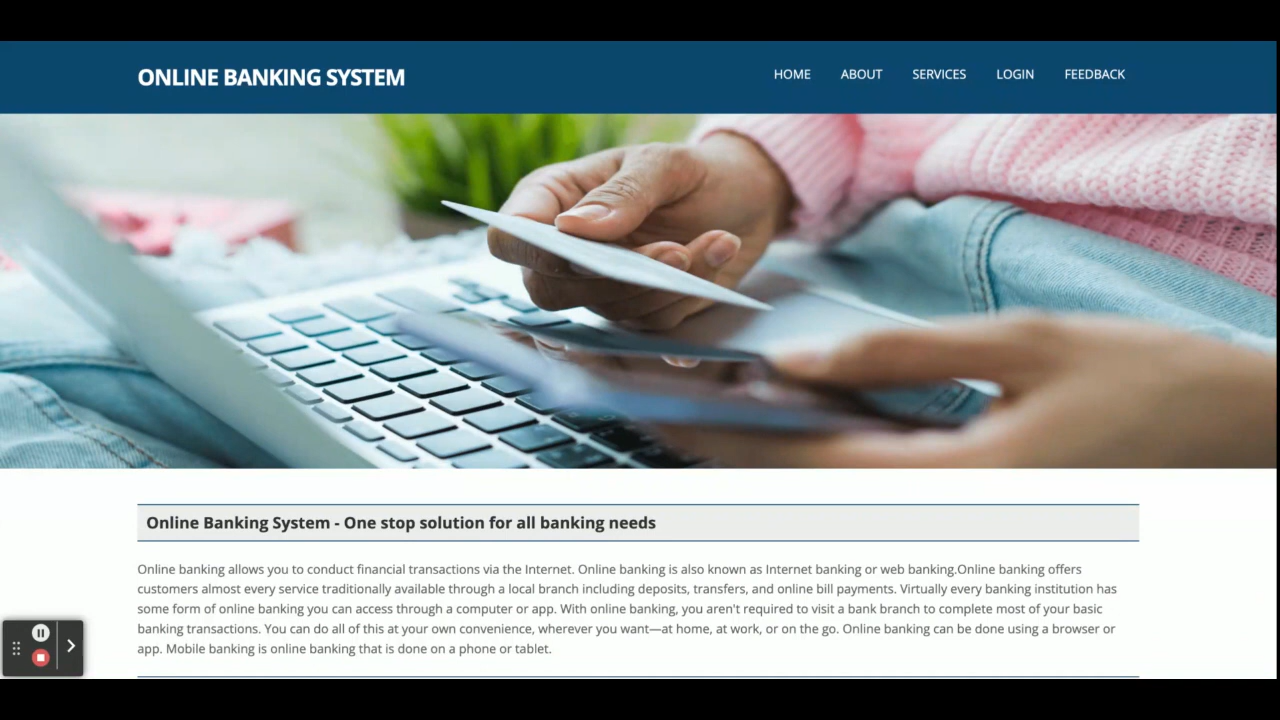 ONLINE BANKING SYSTEM
HOME ABOUT SERVICES LOGIN FEEDBACK
Online Banking System - One stop solution for all banking needs
Online banking allows you to conduct financial transactions via the Internet. Online banking is also known as Internet banking or web banking.Online banking offers
customers almost every service traditionally available through a local branch including deposits, transfers, and online bill payments. Virtually every banking institution has
some form of online banking you can access through a computer or app. With online banking, you aren't required to visit a bank branch to complete most of your basic
banking transactions. You can do all of this at your own convenience, wherever you want—at home, at work, or on the go. Online banking can be done using a browser or
app. Mobile banking is online banking that is done on a phone or tablet.